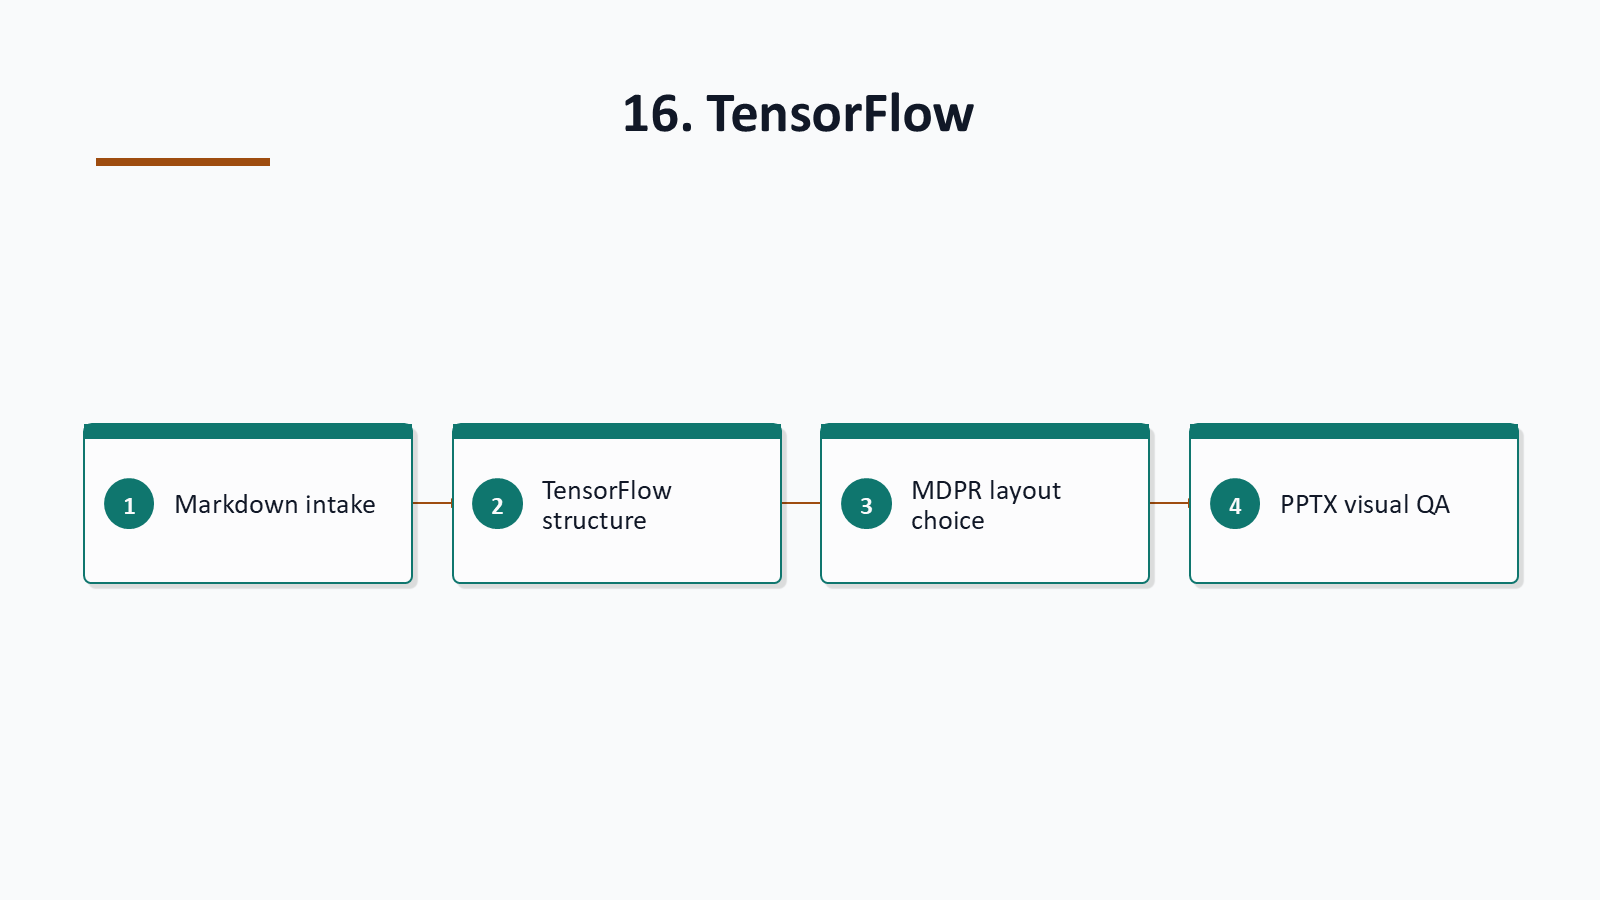 16. TensorFlow
1
Markdown intake
2
TensorFlow
structure
3
MDPR layout
choice
4
PPTX visual QA